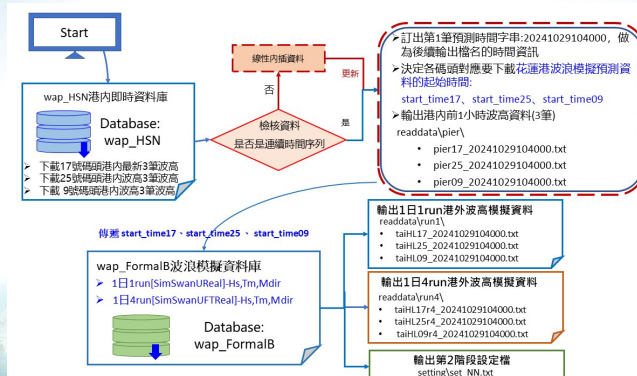 Start
wap_HSN港內即時資料庫
Database:
wap_HSN
➢ 下載17號碼頭港內最新3筆波高
➢ 下載25號碼頭港內波高3筆波高
➢ 下載 9號碼頭港內波高3筆波高
線性內插資料
否
更新
檢核資料
是否是連續時間序列
是
➢訂出第1筆預測時間字串:20241029104000，做
為後續輸出檔名的時間資訊
➢決定各碼頭對應要下載花蓮港波浪模擬預測資
料的起始時間:
start_time17、start_time25、start_time09
➢輸出港內前1小時波高資料(3筆)
readdata\pier\
• pier17_20241029104000.txt
• pier25_20241029104000.txt
• pier09_20241029104000.txt
傳遞 start_time17、start_time25 、 start_time09
wap_FormalB波浪模擬資料庫
➢ 1日1run[SimSwanUReal]-Hs,Tm,Mdir
➢ 1日4run[SimSwanUFTReal]-Hs,Tm,Mdir
Database:
wap_FormalB
輸出1日1run港外波高模擬資料
readdata\run1\
• taiHL17_20241029104000.txt
• taiHL25_20241029104000.txt
• taiHL09_20241029104000.txt
輸出1日4run港外波高模擬資料
readdata\run4\
• taiHL17r4_20241029104000.txt
• taiHL25r4_20241029104000.txt
• taiHL09r4_20241029104000.txt
輸出第2階段設定檔
setting\set_NN.txt